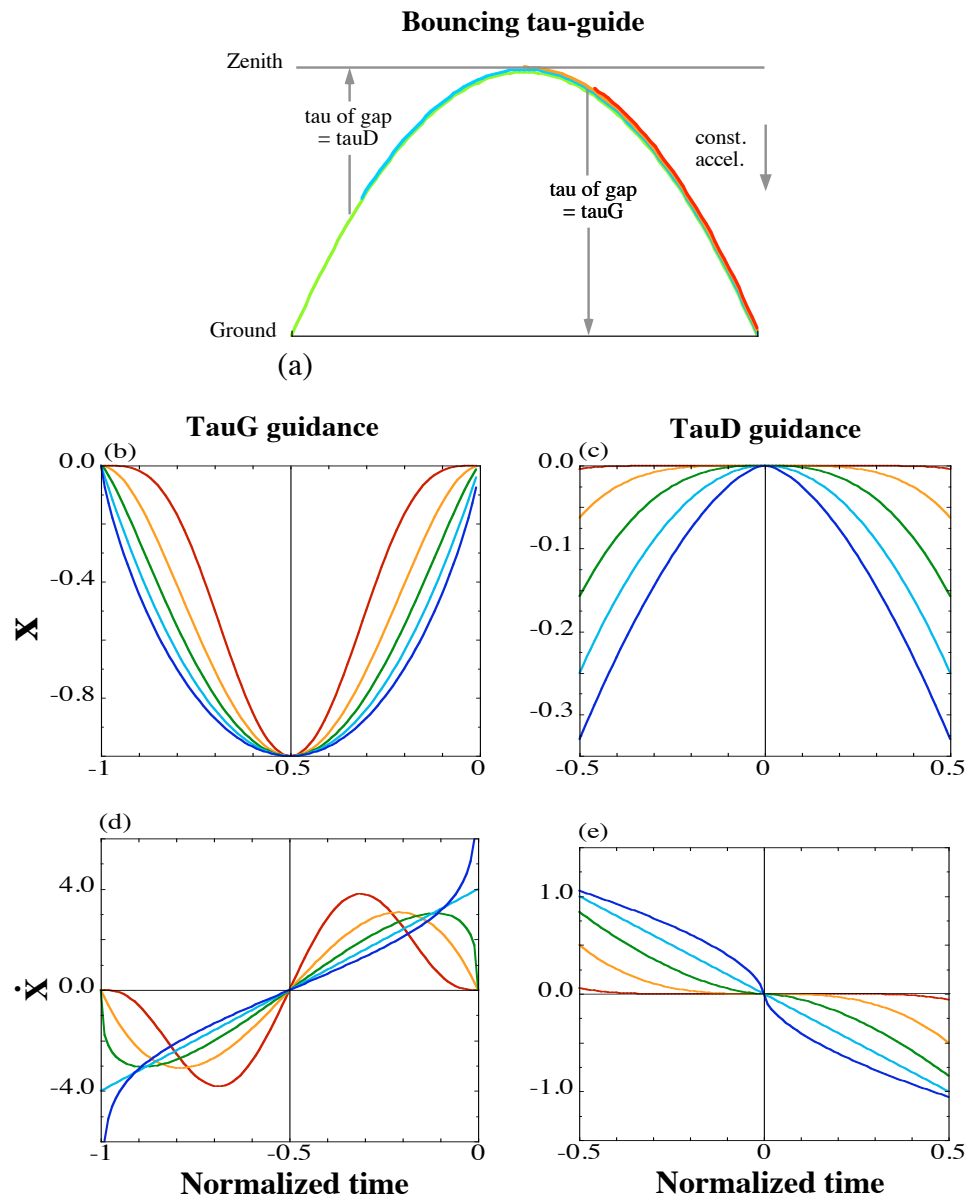 Bouncing tau-guide
Zenith
tau of gap
= tauD
const.
accel.
tau of gap
= tauG
Ground
(a)
TauG guidance
TauD guidance
(b)
(c)
0.0
-0.4
-0.8
-1
-0.5
0
x
0.0
-0.1
-0.2
-0.3
-0.5
0
0.5
(d)
(e)
4.0
0.0
-4.0
-1
-0.5
0
ẋ
1.0
0.0
-1.0
-0.5
0
0.5
Normalized time
Normalized time